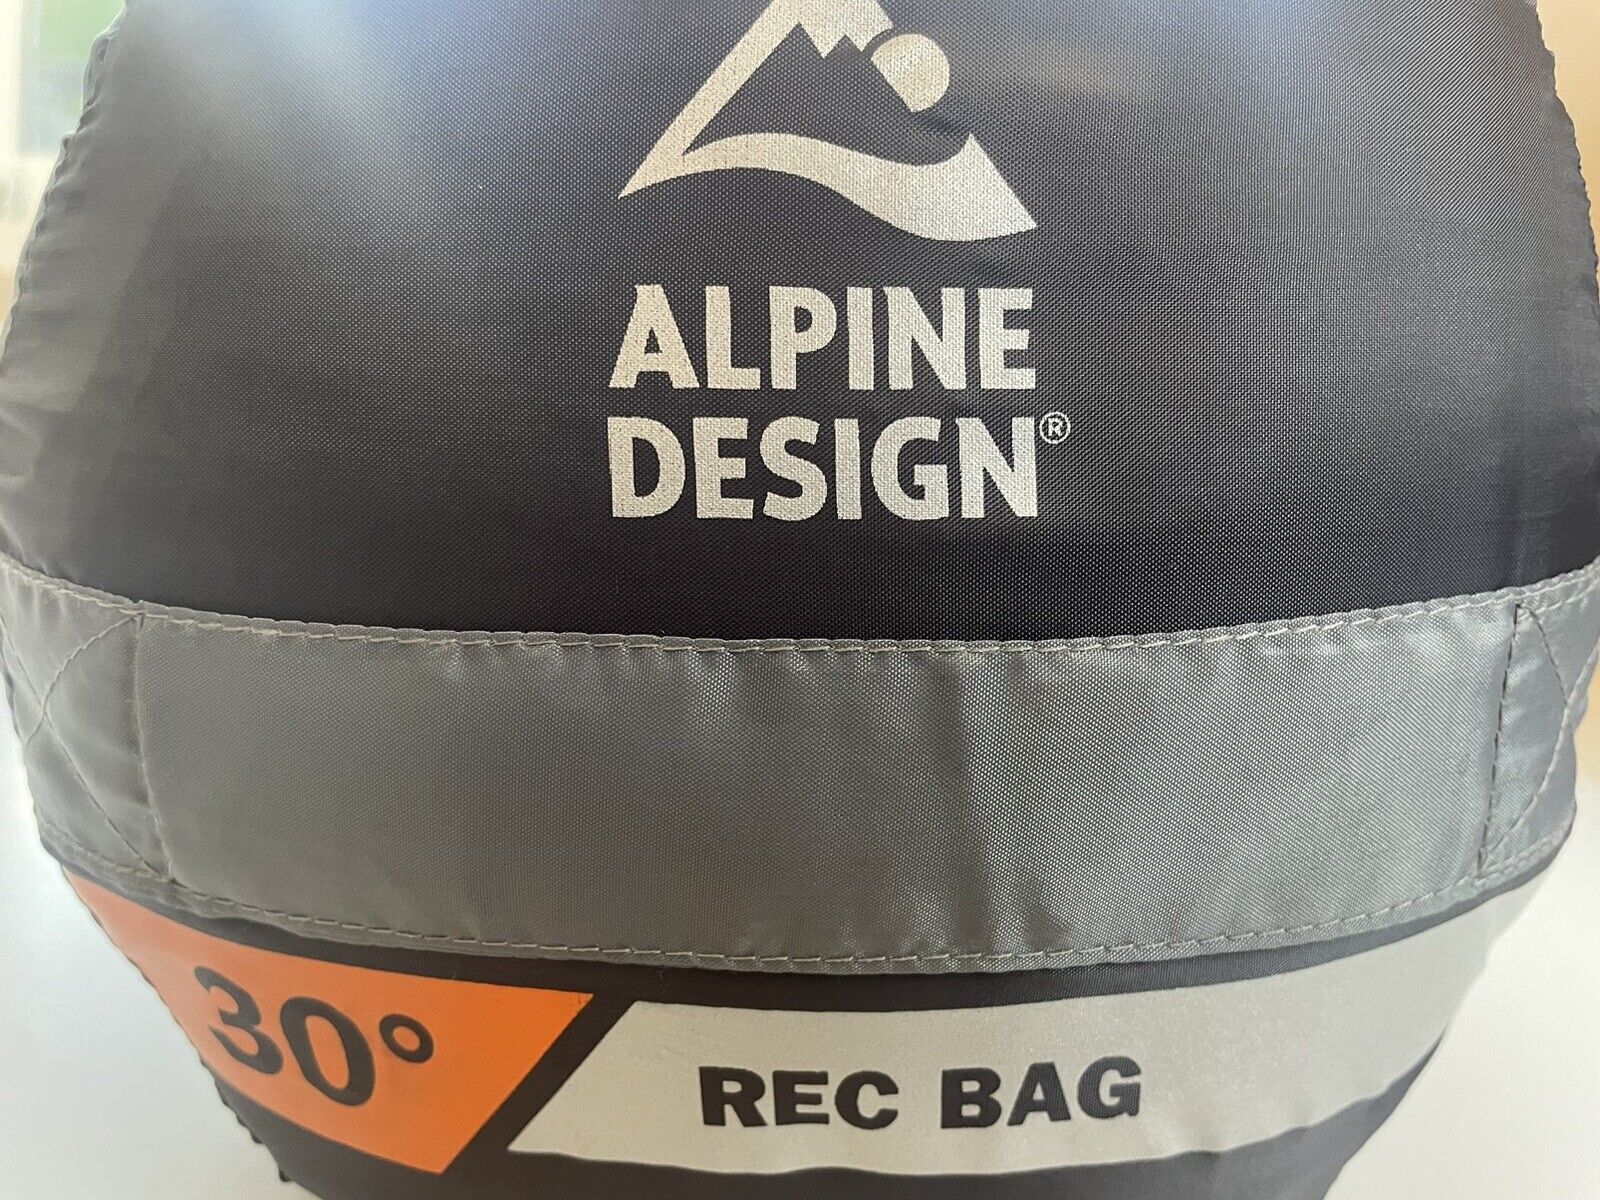 ALPINE
DESIGN®
30°
REC BAG